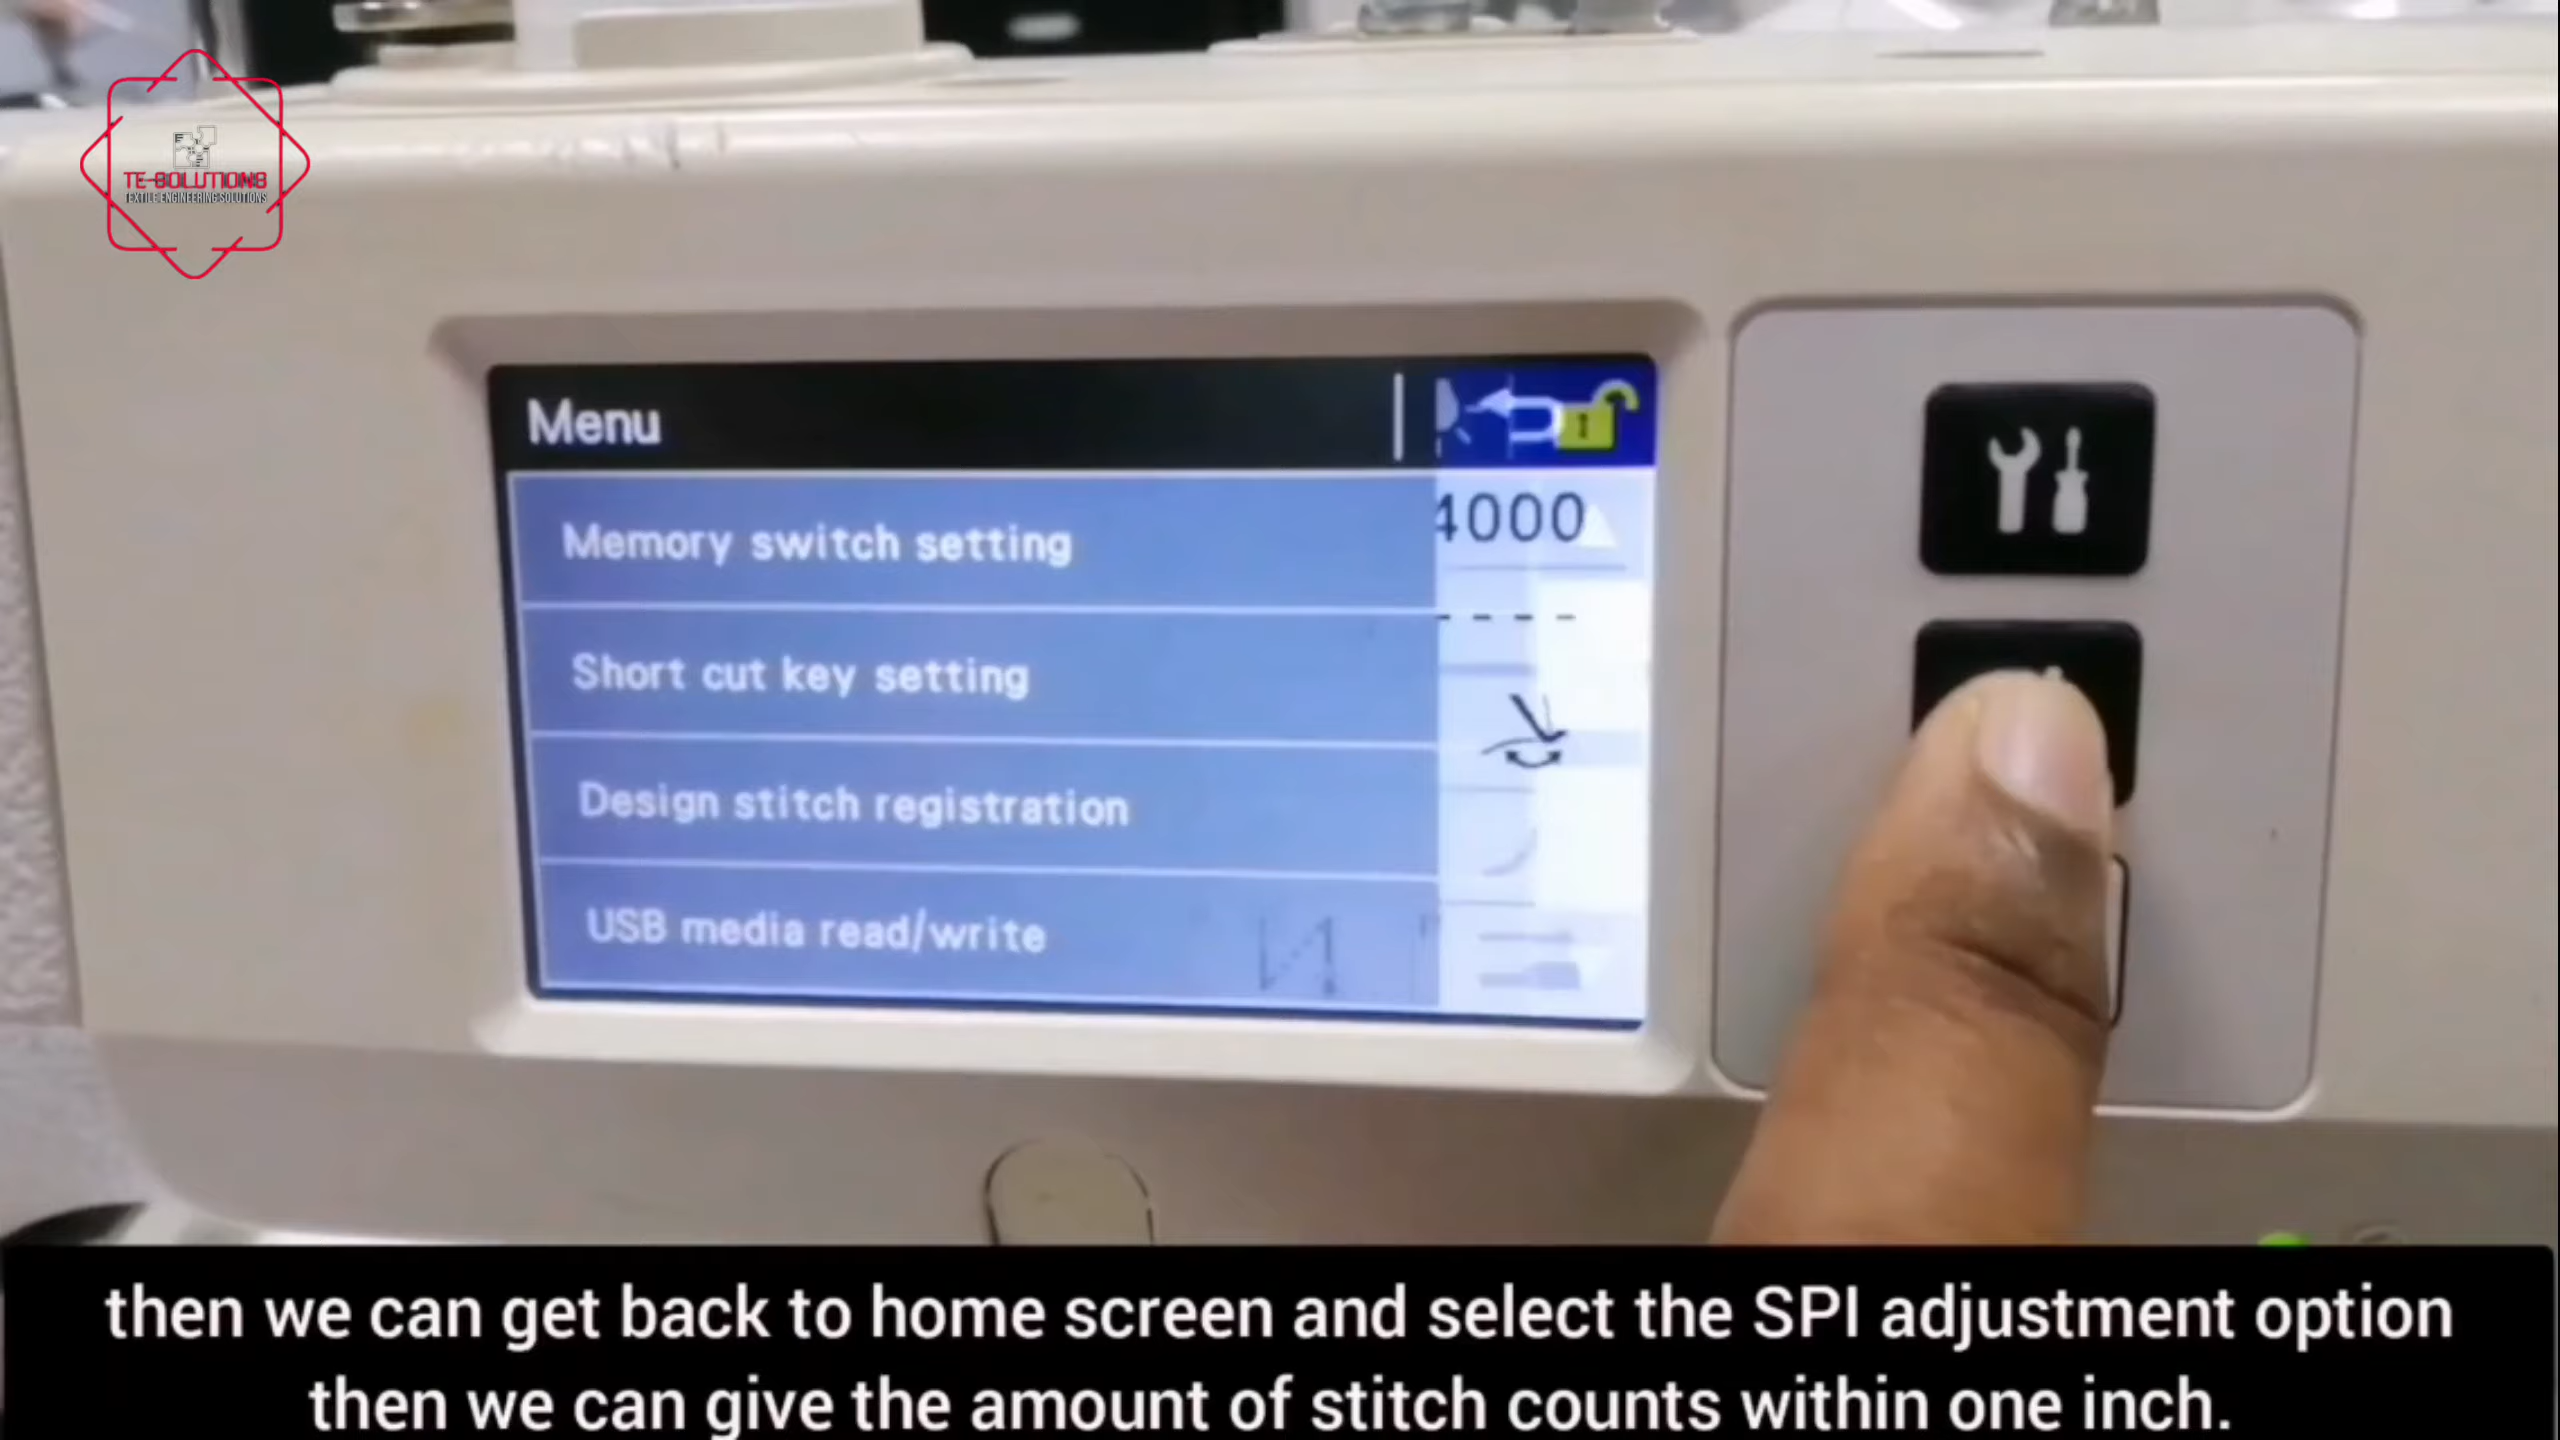 TE-SOLUTIONS
TEXTILE ENGINEERING SOLUTIONS
Menu
4000
Memory switch setting
Short cut key setting
Design stitch registration
USB media read/write
then we can get back to home screen and select the SPI adjustment option
then we can give the amount of stitch counts within one inch.